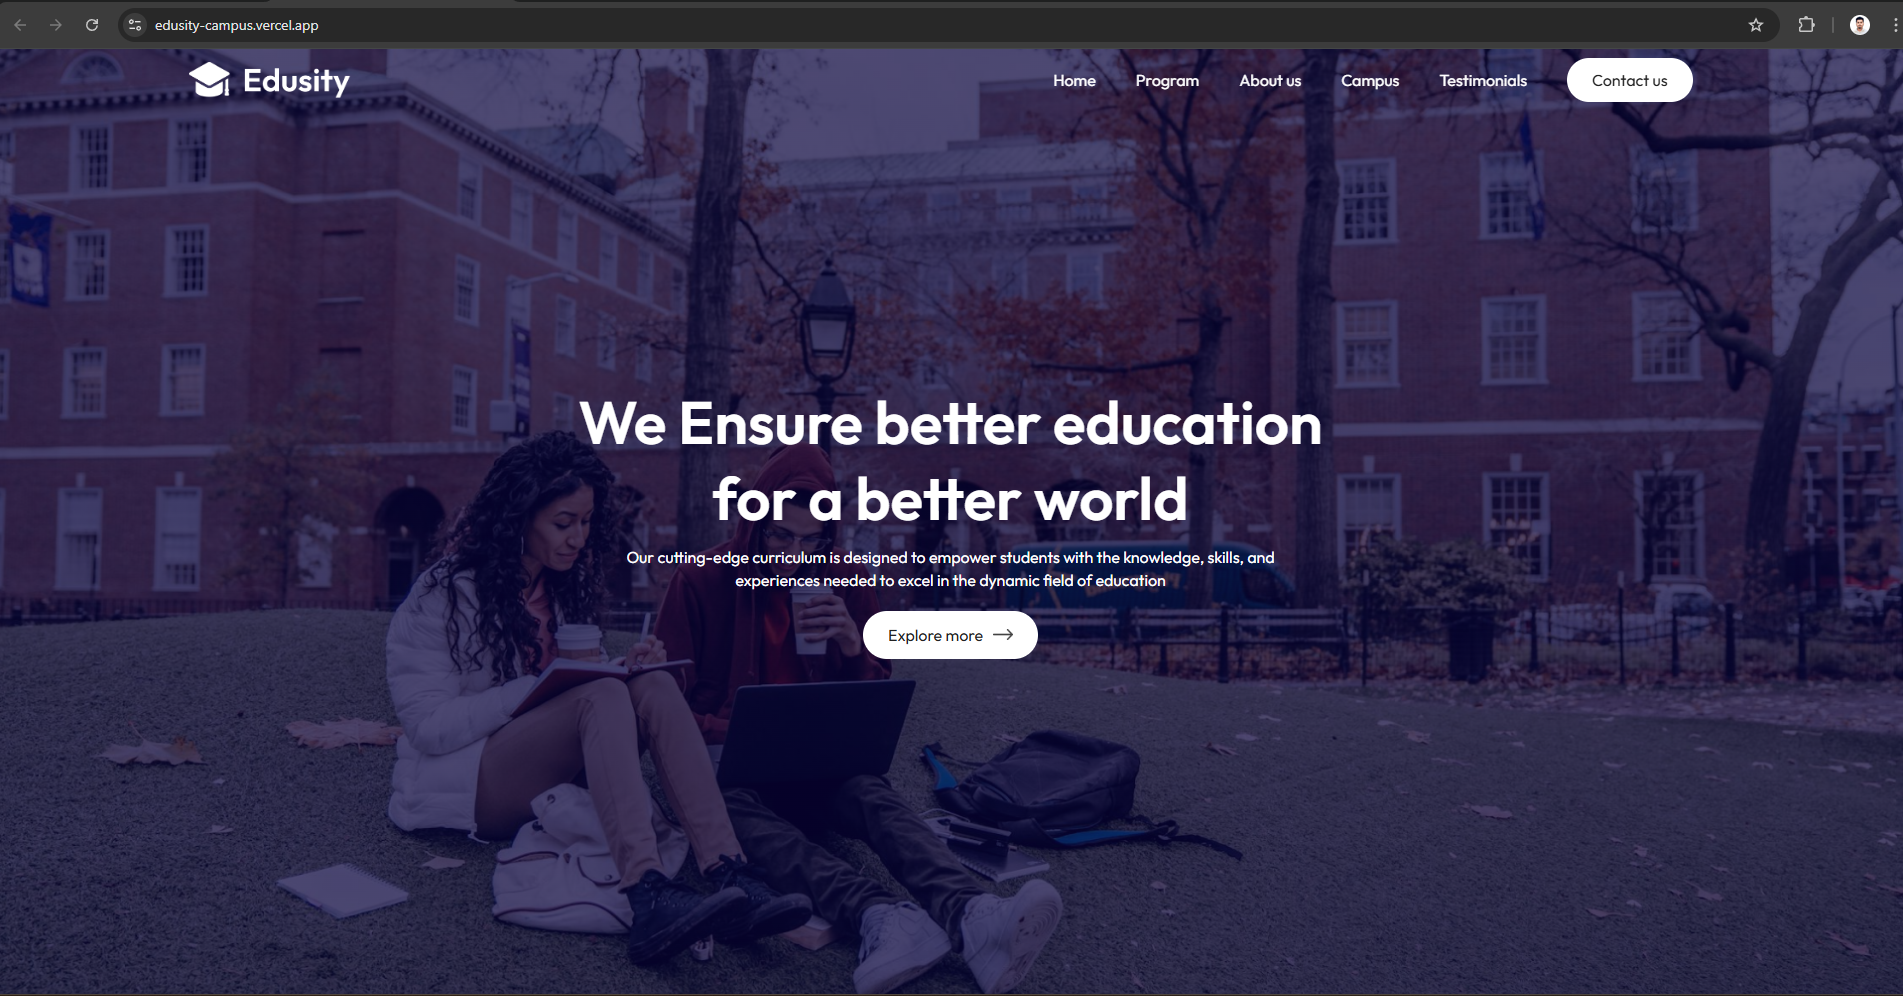 edusity-campus.vercel.app
Edusity
Home Program About us Campus Testimonials Contact us
We Ensure better education
for a better world
Our cutting-edge curriculum is designed to empower students with the knowledge, skills, and
experiences needed to excel in the dynamic field of education
Explore more